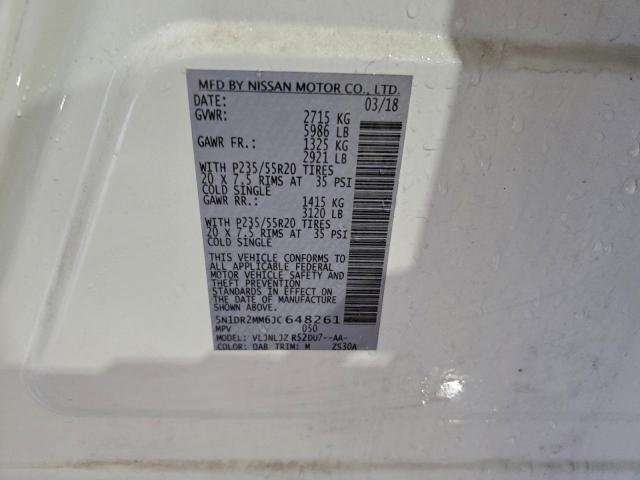 MFD BY NISSAN MOTOR CO., LTD.
DATE: 03/18
GVWR: 2715 KG
5986 LB
GAWR FR.: 1325 KG
2921 LB
WITH P235/55R20 TIRES
20 X 7.5 RIMS AT 35 PSI
COLD SINGLE
GAWR RR.: 1415 KG
3120 LB
WITH P235/55R20 TIRES
20 X 7.5 RIMS AT 35 PSI
COLD SINGLE
THIS VEHICLE CONFORMS TO
ALL APPLICABLE FEDERAL
MOTOR VEHICLE SAFETY AND
THEFT PREVENTION
STANDARDS IN EFFECT ON
THE DATE OF MANUFACTURE
SHOWN ABOVE.
5N1DR2MM6JC648261
MPV 050
MODEL: VLJNLJZ R52DU7--AA-
COLOR: QAB TRIM: M ZS30A